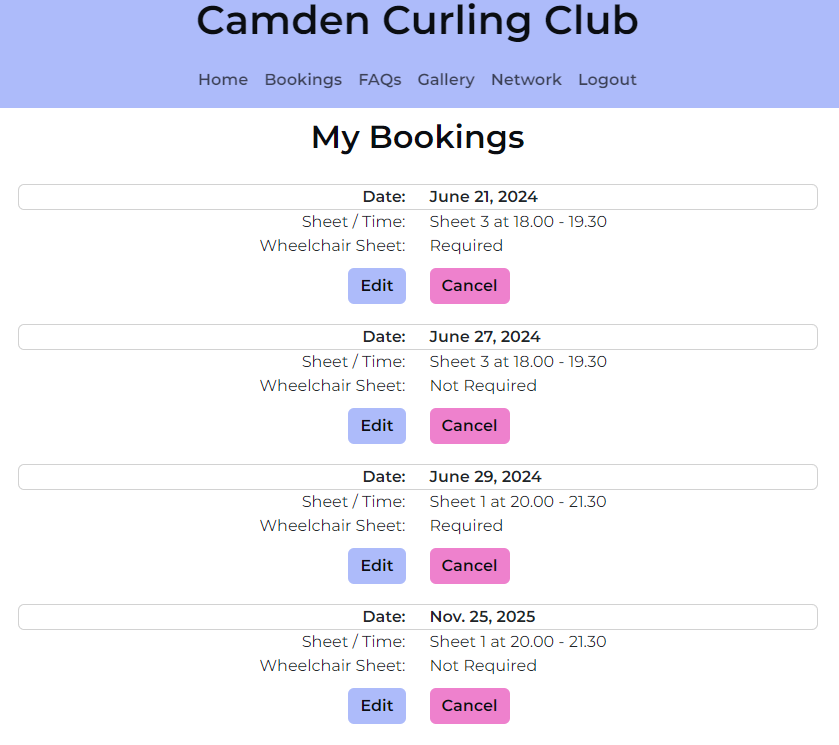 Camden Curling Club
Home Bookings FAQs Gallery Network Logout
My Bookings
Date: June 21, 2024
Sheet / Time: Sheet 3 at 18.00 - 19.30
Wheelchair Sheet: Required
Edit Cancel
Date: June 27, 2024
Sheet / Time: Sheet 3 at 18.00 - 19.30
Wheelchair Sheet: Not Required
Edit Cancel
Date: June 29, 2024
Sheet / Time: Sheet 1 at 20.00 - 21.30
Wheelchair Sheet: Required
Edit Cancel
Date: Nov. 25, 2025
Sheet / Time: Sheet 1 at 20.00 - 21.30
Wheelchair Sheet: Not Required
Edit Cancel